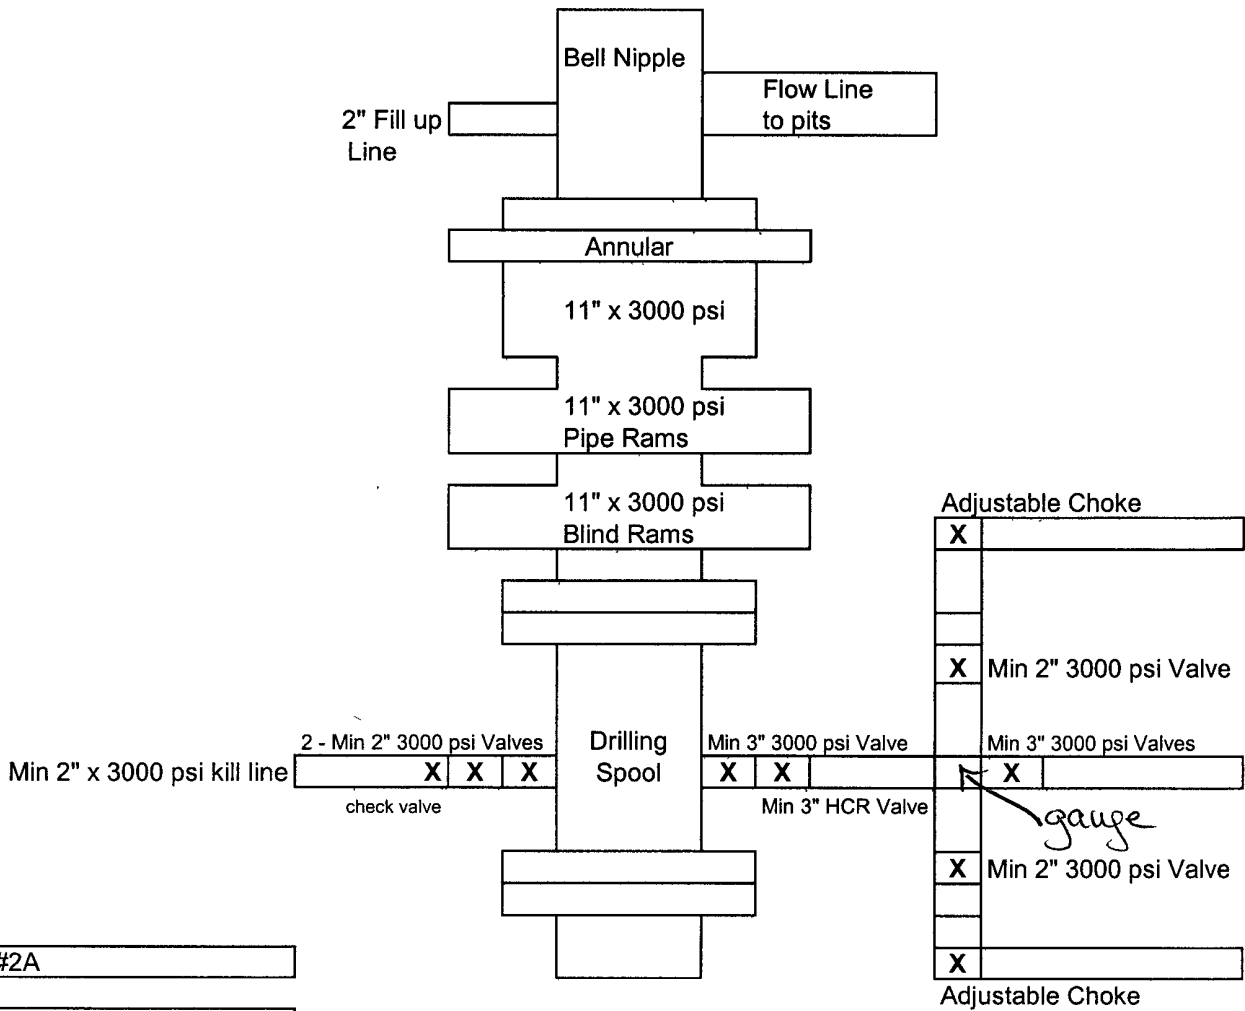 Bell Nipple
Flow Line
to pits
2" Fill up
Line
Annular
11" x 3000 psi
11" x 3000 psi
Pipe Rams
11" x 3000 psi
Blind Rams
Adjustable Choke
X
X Min 2" 3000 psi Valve
2 - Min 2" 3000 psi Valves
Drilling
Spool
Min 3" 3000 psi Valve
Min 3" 3000 psi Valves
Min 2" x 3000 psi kill line
X X X
X X
X
check valve
Min 3" HCR Valve
gauge
X Min 2" 3000 psi Valve
#2A
X
Adjustable Choke